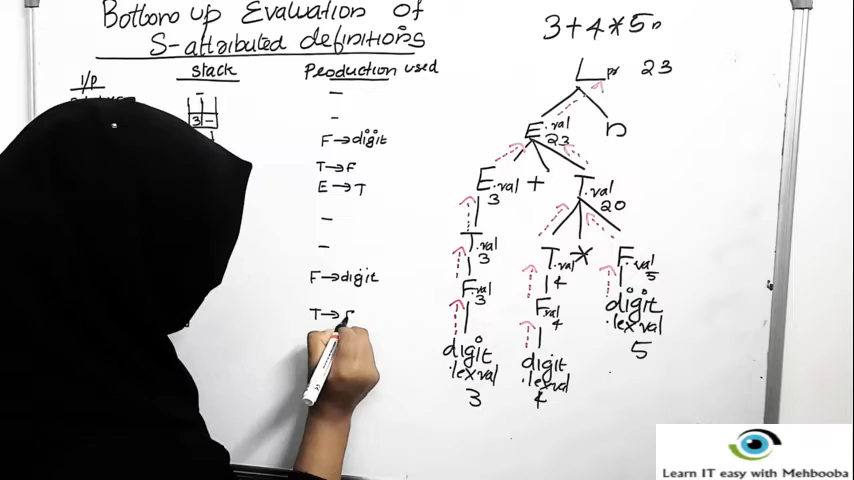 Bottom up Evaluation of
S-attributed definitions
I/P
stack
Production used
3 -
F→digit
T→F
E→T
F→digit
T→F
3+4*5n
L pr 23
E.val 23 n
E.val 3 + T.val 20
T.val 3
T.val 4 * F.val 5
F.val 3
F.val 4
digit .lexval 5
digit .lexval 3
digit .lexval 4
Learn IT easy with Mehbooba